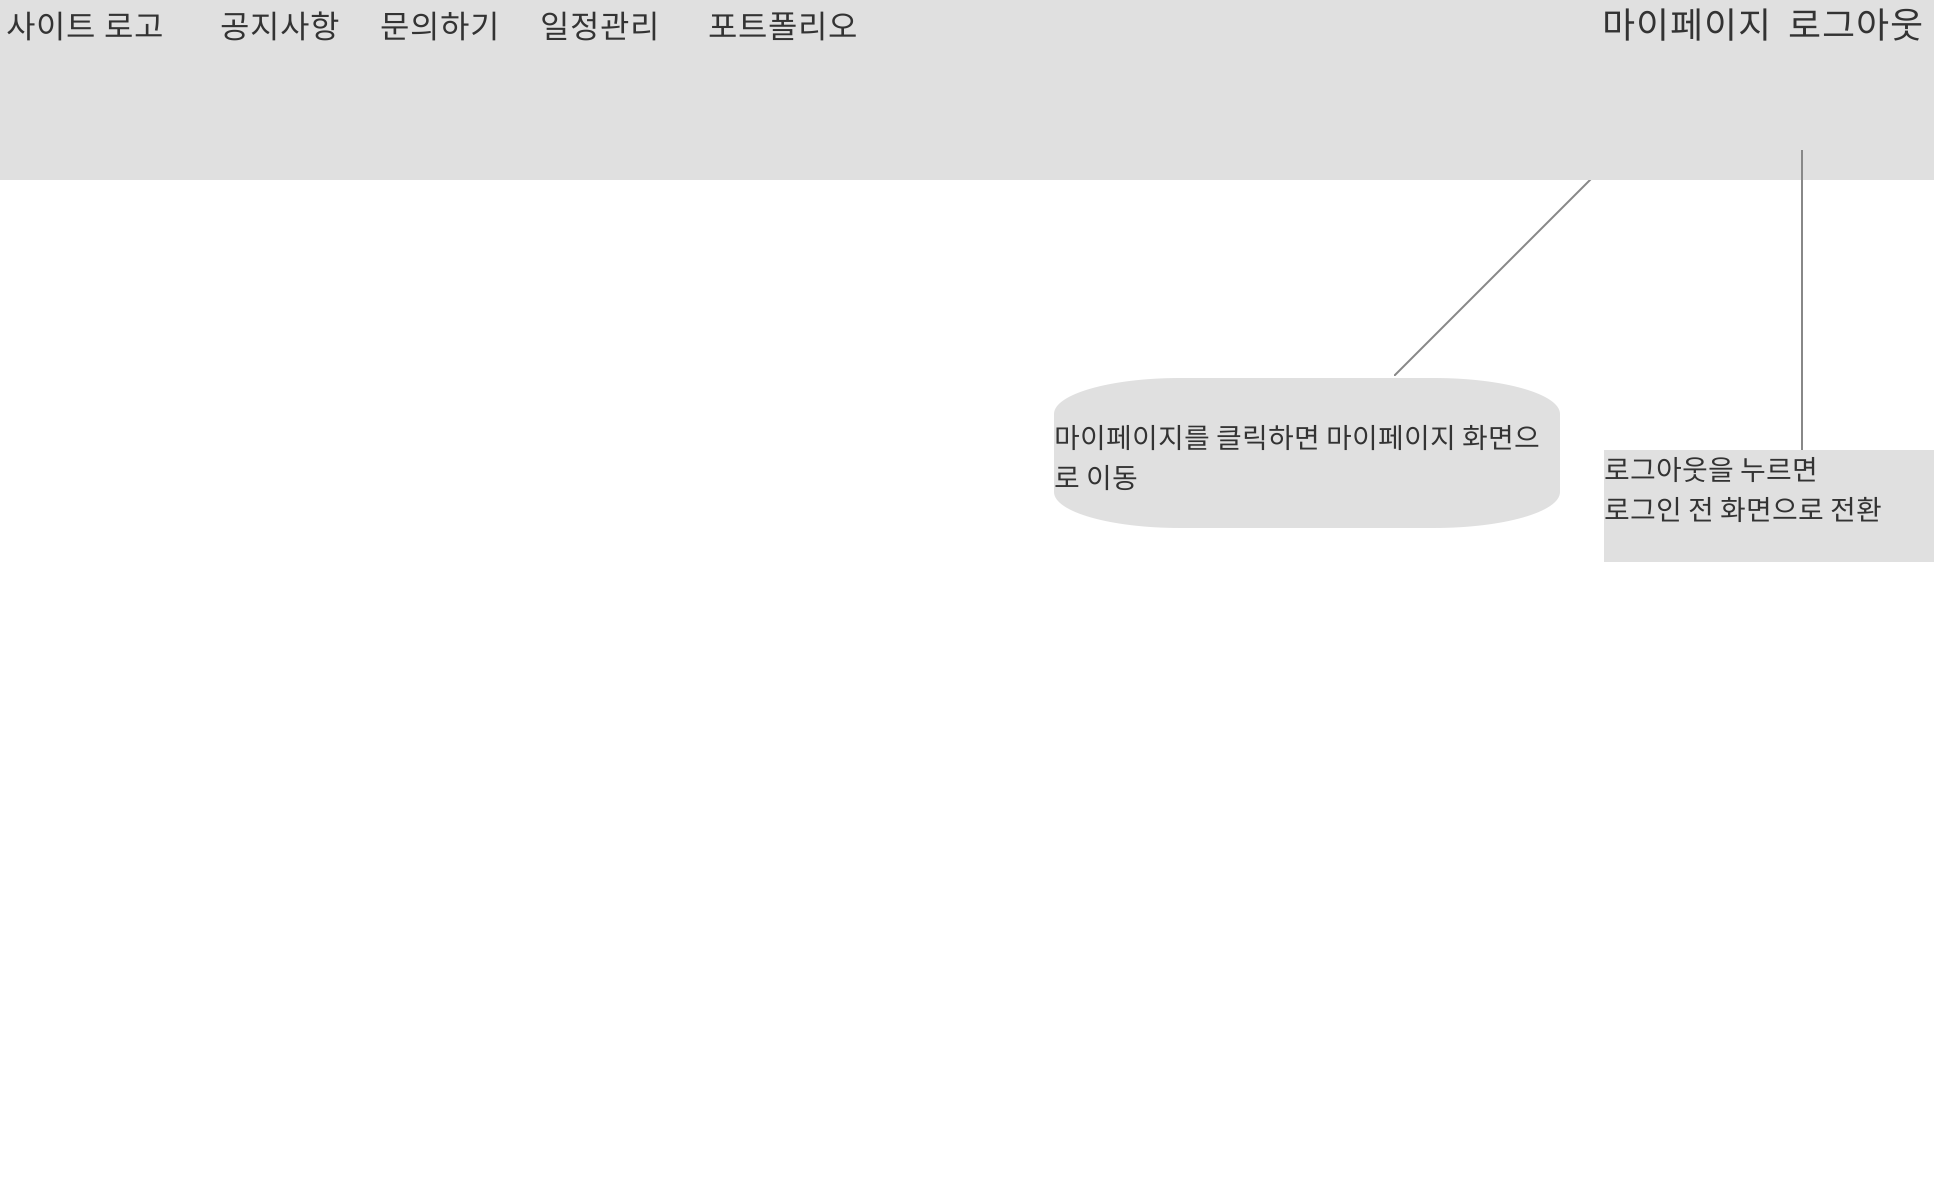 사이트 로고 공지사항 문의하기 일정관리 포트폴리오 마이페이지 로그아웃
마이페이지를 클릭하면 마이페이지 화면으
로 이동
로그아웃을 누르면
로그인 전 화면으로 전환